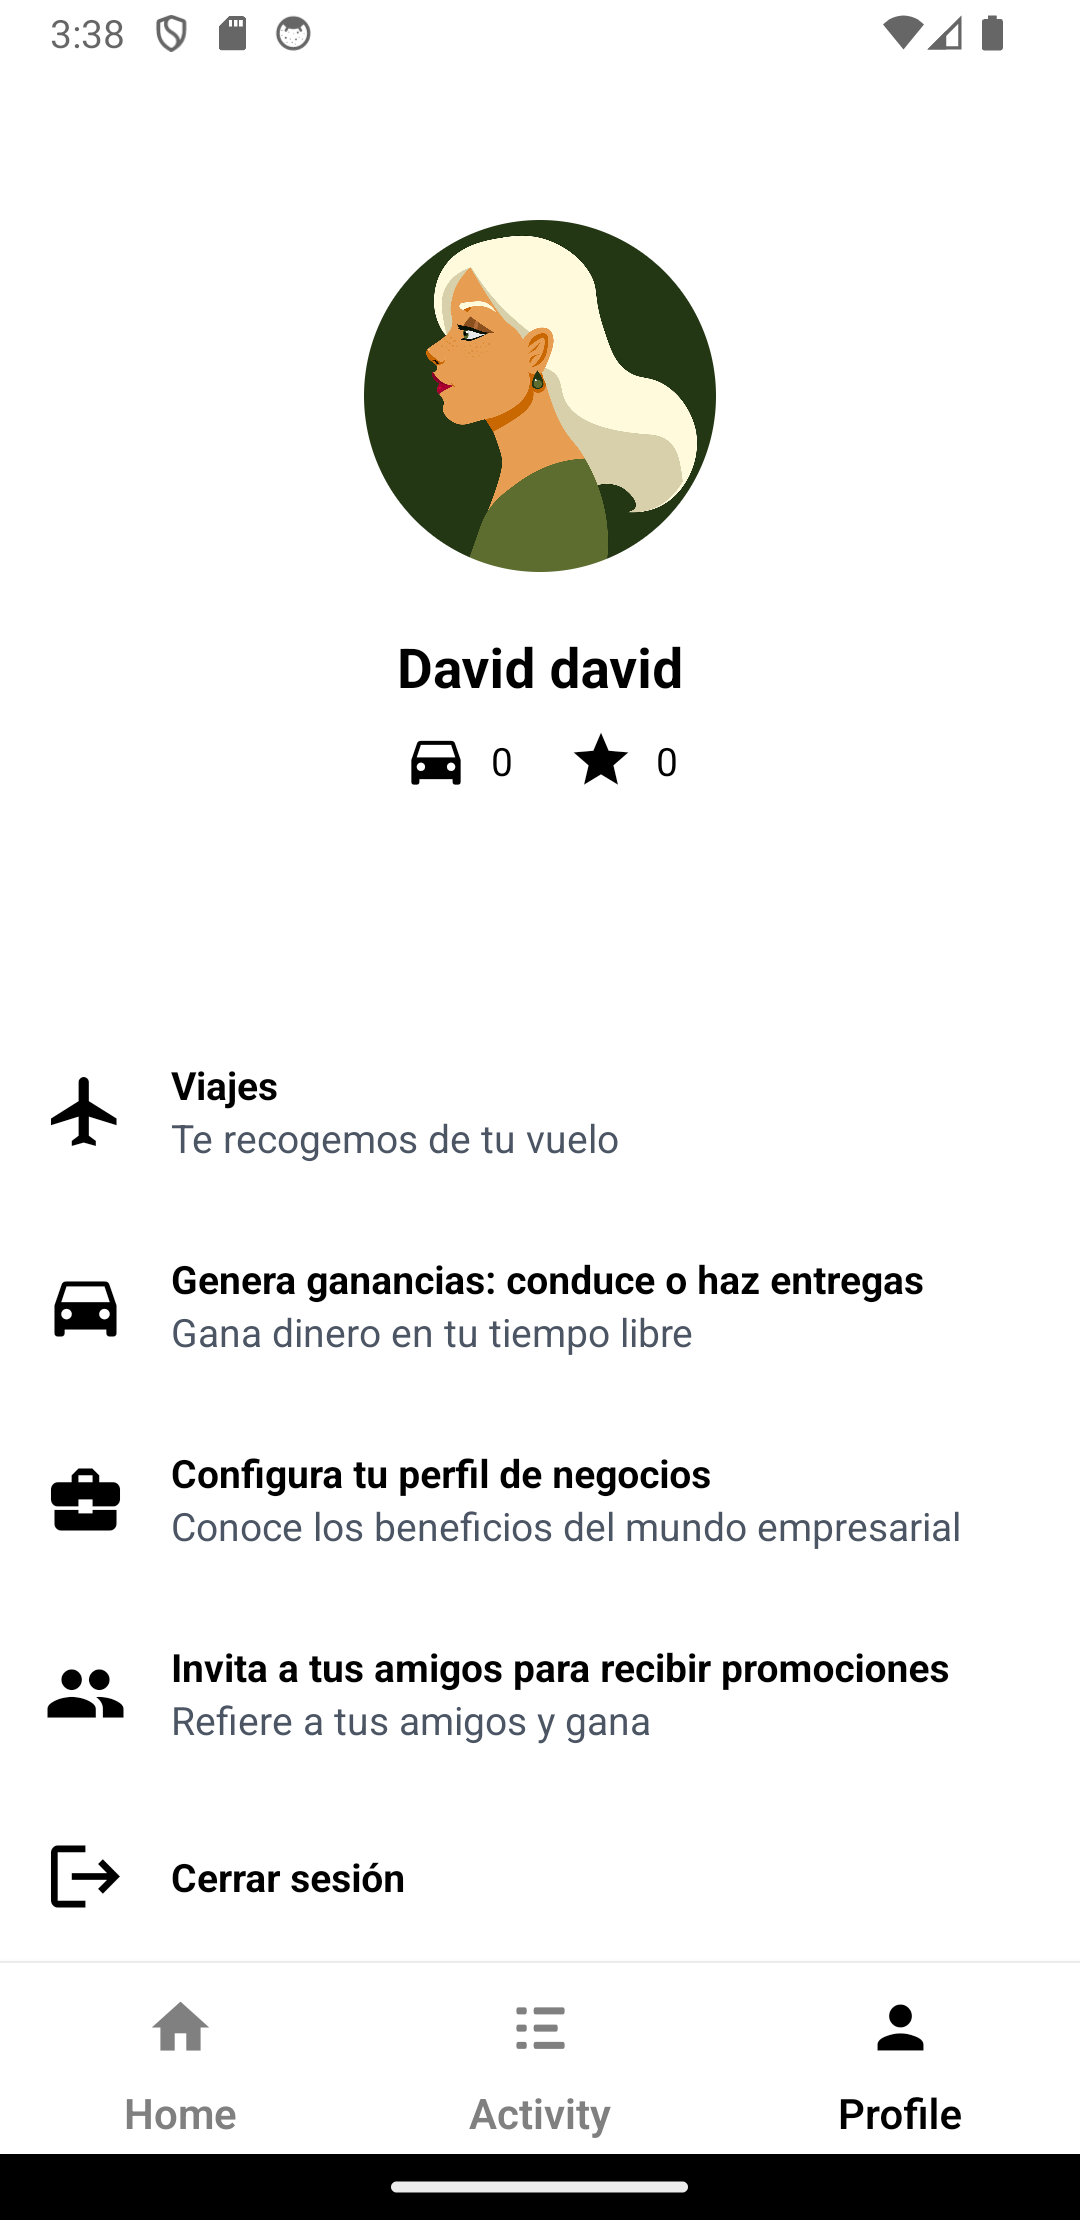 3:38
David david
0 0
Viajes
Te recogemos de tu vuelo
Genera ganancias: conduce o haz entregas
Gana dinero en tu tiempo libre
Configura tu perfil de negocios
Conoce los beneficios del mundo empresarial
Invita a tus amigos para recibir promociones
Refiere a tus amigos y gana
Cerrar sesión
Home Activity Profile